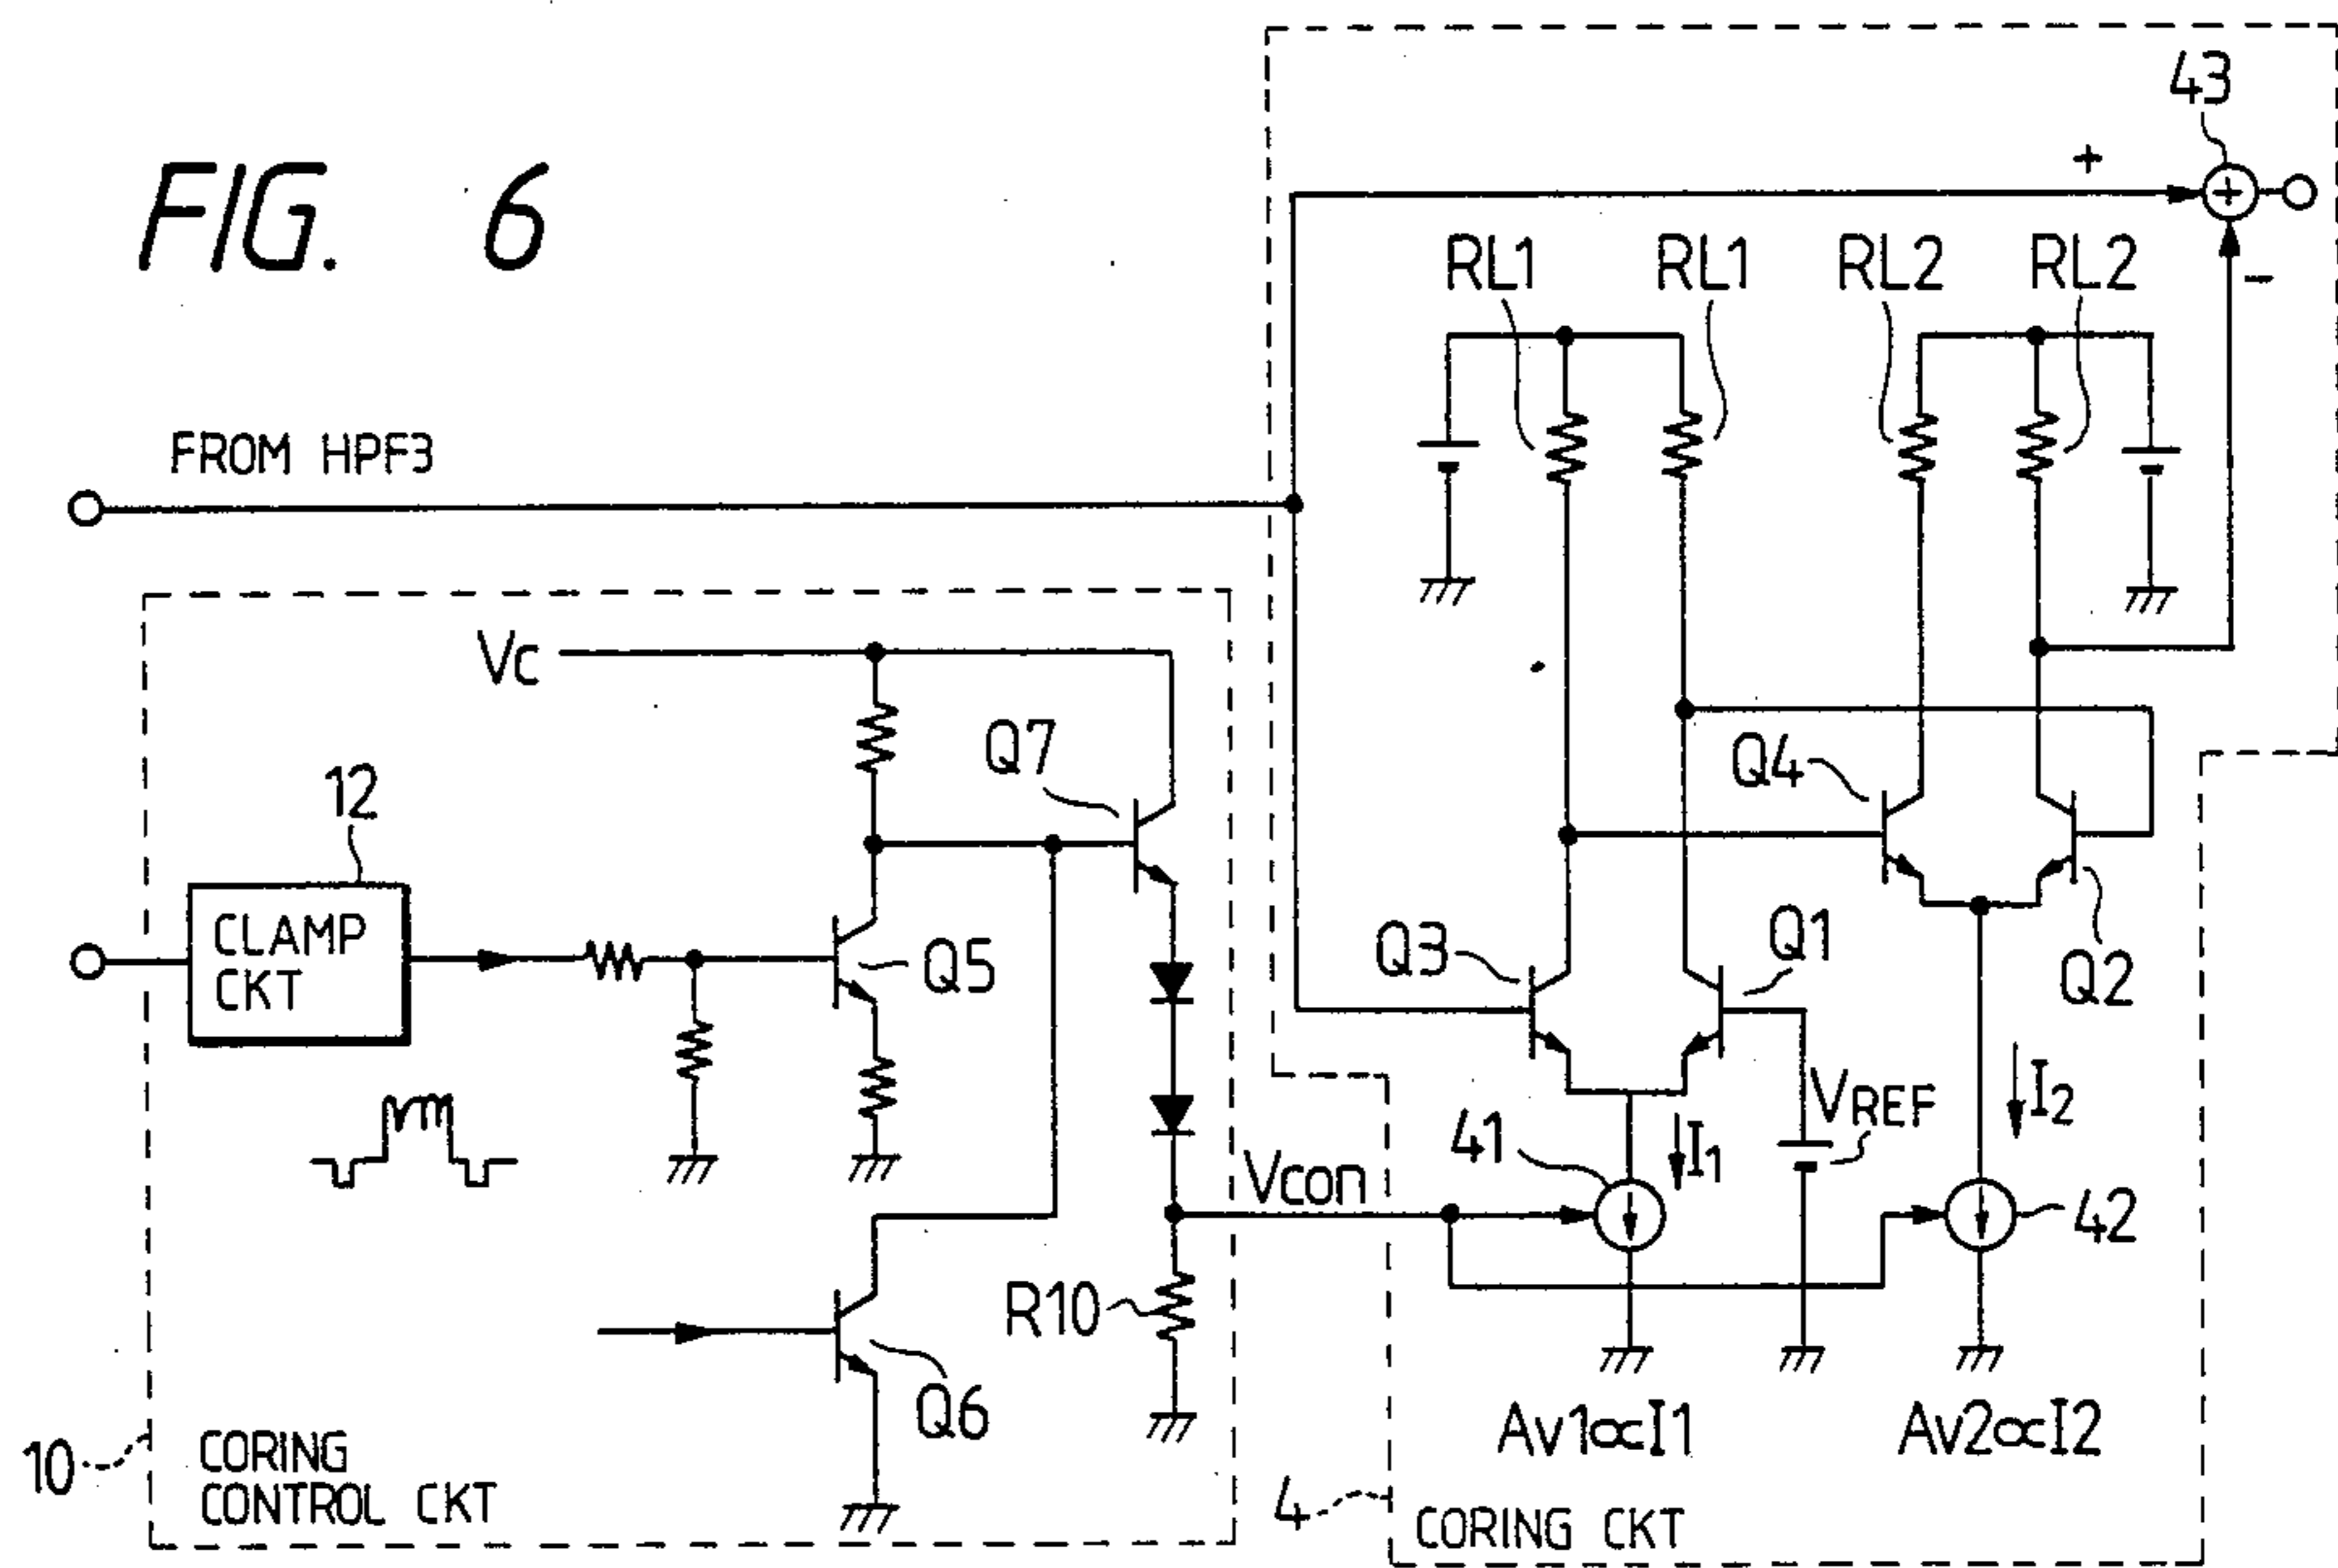 FIG. 6
43
+
+
-
RL1 RL1 RL2 RL2
FROM HPF3
Vc
Q7
Q4
12
CLAMP
CKT
Q5
Q3
Q1
Q2
VREF
I1
I2
41
42
Vcon
R10
Q6
Av1∝I1
Av2∝I2
10
CORING
CONTROL CKT
4
CORING CKT